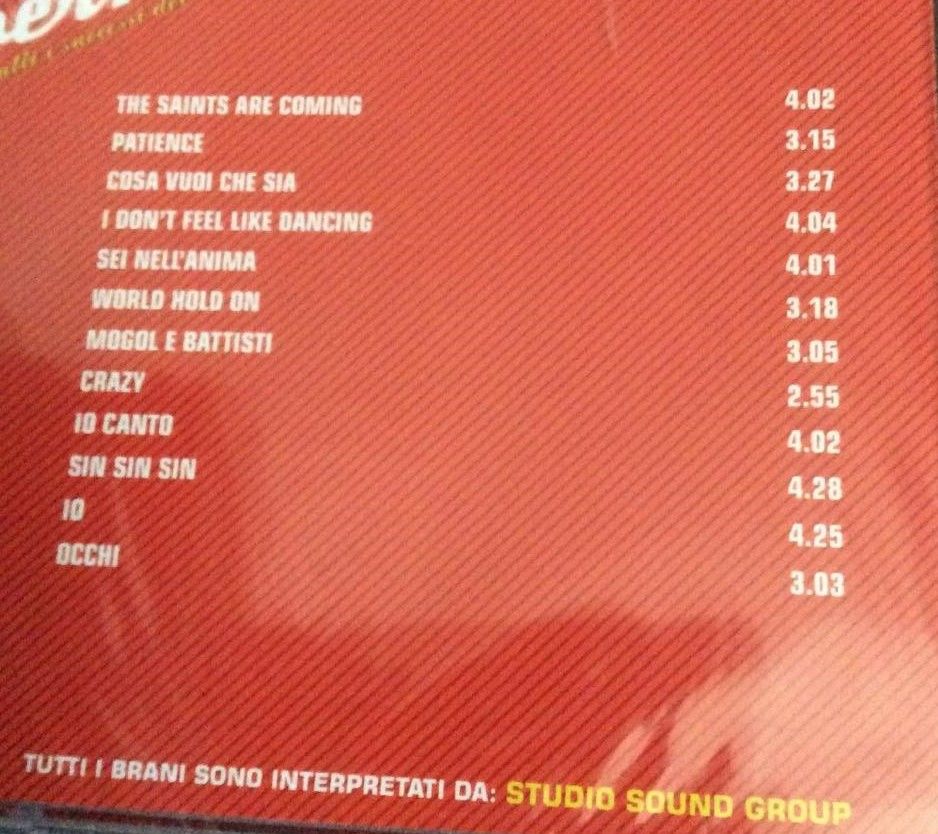 THE SAINTS ARE COMING 4.02
PATIENCE 3.15
COSA VUOI CHE SIA 3.27
I DON'T FEEL LIKE DANCING 4.04
SEI NELL'ANIMA 4.01
WORLD HOLD ON 3.18
MOGOL E BATTISTI 3.05
CRAZY 2.55
IO CANTO 4.02
SIN SIN SIN 4.28
IO 4.25
OCCHI 3.03
TUTTI I BRANI SONO INTERPRETATI DA: STUDIO SOUND GROUP